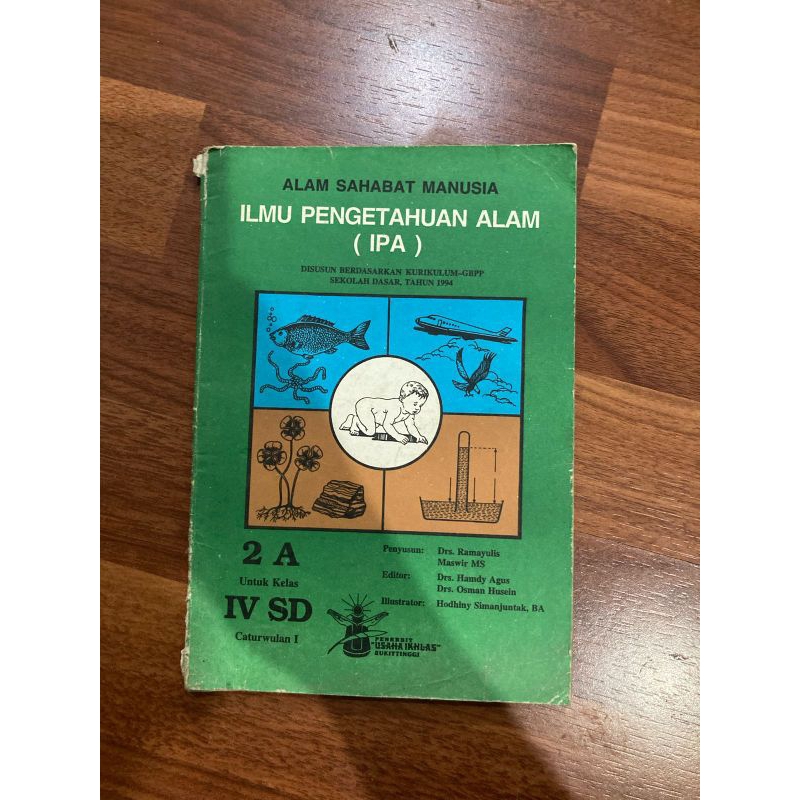 ALAM SAHABAT MANUSIA
ILMU PENGETAHUAN ALAM
( IPA )
DISUSUN BERDASARKAN KURIKULUM-GBPP
SEKOLAH DASAR, TAHUN 1994
2 A
Untuk Kelas
IV SD
Caturwulan I
Penyusun: Drs. Ramayulis
Maswir MS
Editor: Drs. Hamdy Agus
Drs. Osman Husein
Illustrator: Hodhiny Simanjuntak, BA
PENERBIT
"USAHA IKHLAS"
BUKITTINGGI